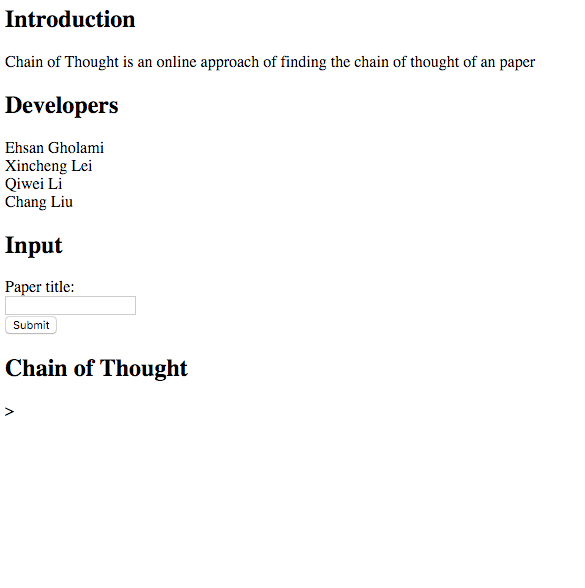 Introduction
Chain of Thought is an online approach of finding the chain of thought of an paper
Developers
Ehsan Gholami
Xincheng Lei
Qiwei Li
Chang Liu
Input
Paper title:
Submit
Chain of Thought
>